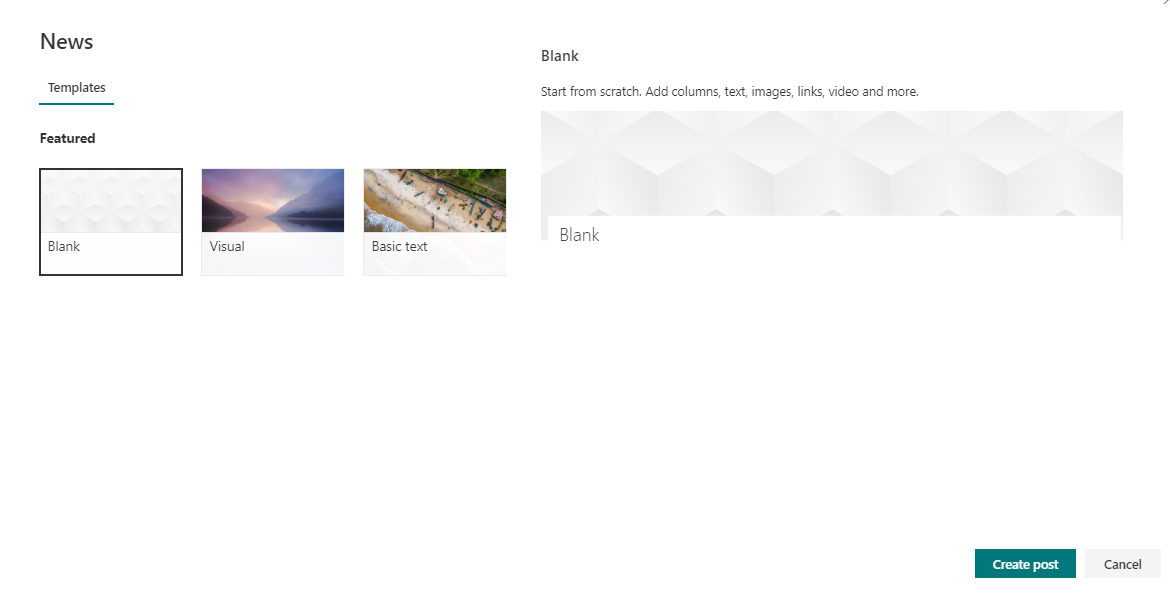 News
Templates
Featured
Blank
Visual
Basic text
Blank
Start from scratch. Add columns, text, images, links, video and more.
Blank
Create post
Cancel